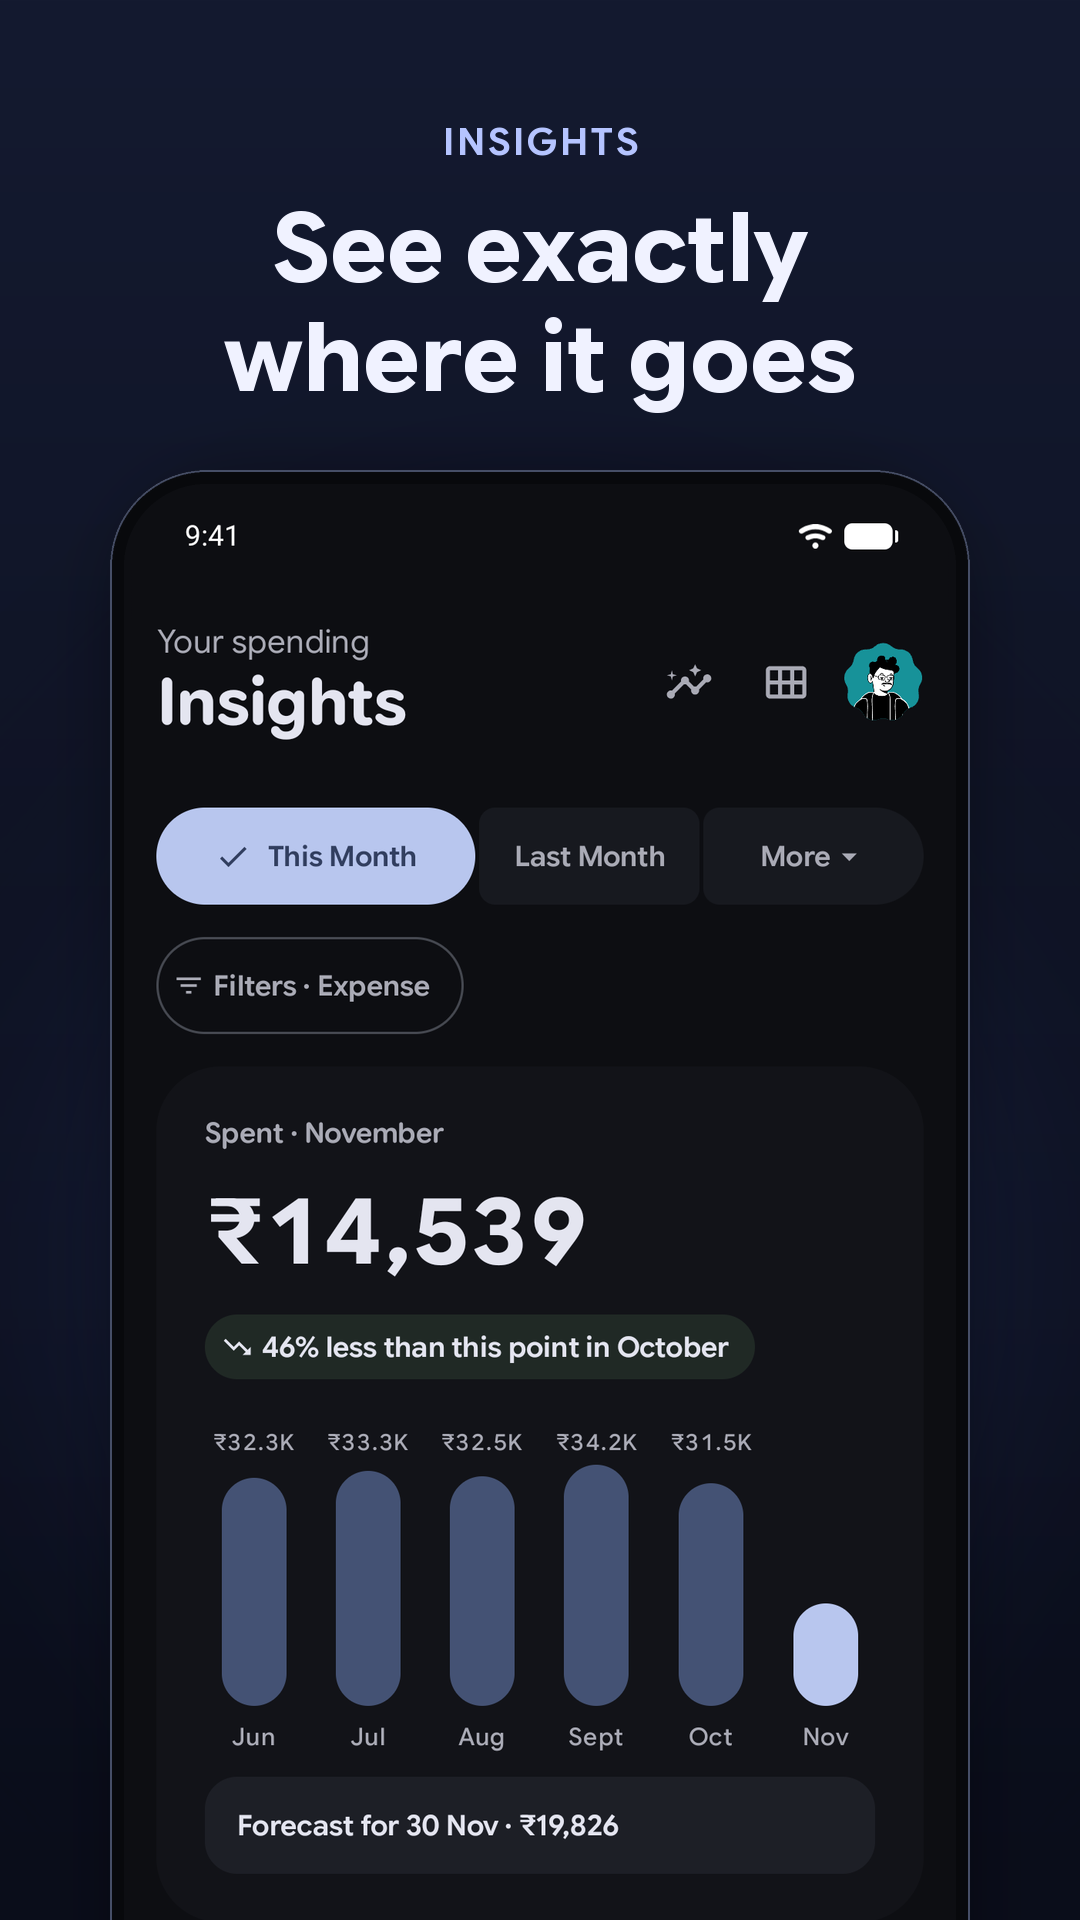 INSIGHTS
See exactly
where it goes
9:41
Your spending
Insights
This Month
Last Month
More
Filters · Expense
Spent · November
₹14,539
46% less than this point in October
₹32.3K ₹33.3K ₹32.5K ₹34.2K ₹31.5K
Jun Jul Aug Sept Oct Nov
Forecast for 30 Nov · ₹19,826